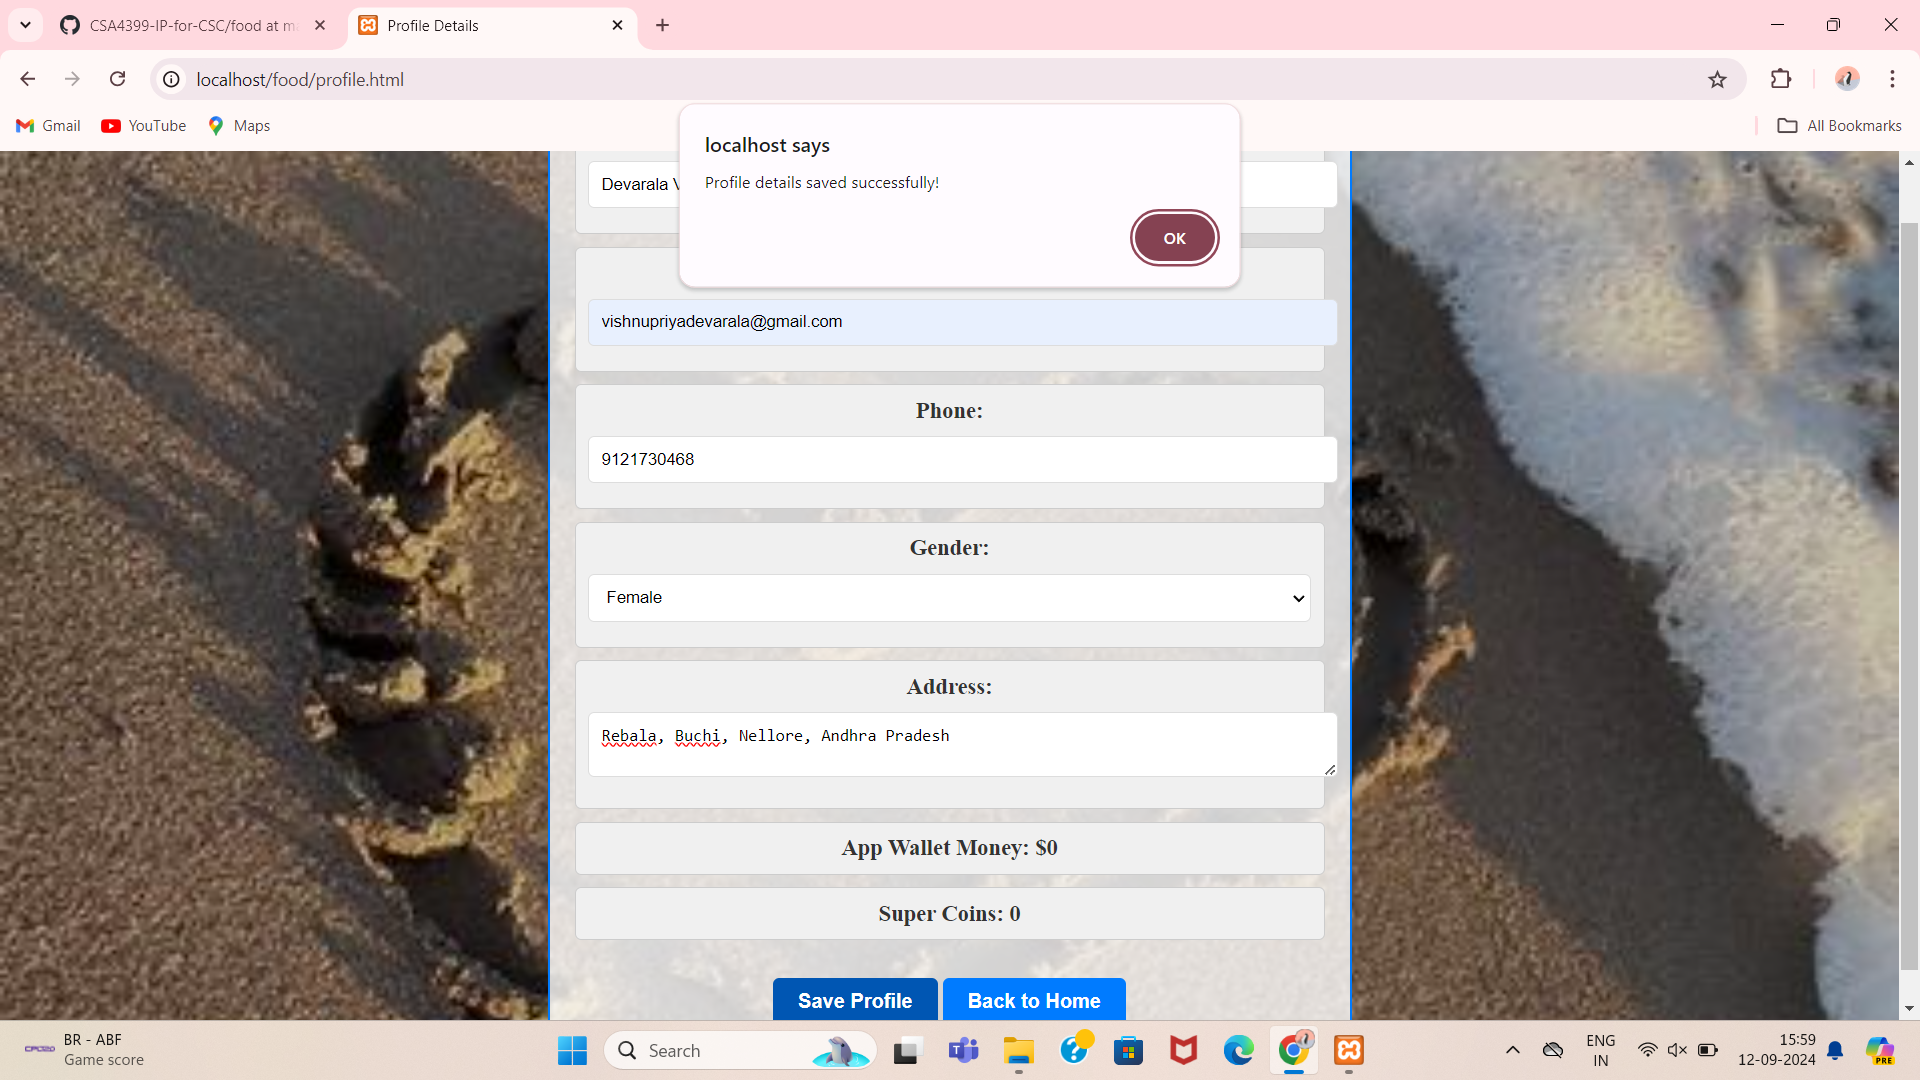 CSA4399-IP-for-CSC/food at ma
Profile Details
localhost/food/profile.html
Gmail
YouTube
Maps
All Bookmarks
localhost says
Profile details saved successfully!
OK
Devarala V
vishnupriyadevarala@gmail.com
Phone:
9121730468
Gender:
Female
Address:
Rebala, Buchi, Nellore, Andhra Pradesh
App Wallet Money: $0
Super Coins: 0
Save Profile
Back to Home
BR - ABF
Game score
Search
ENG
IN
15:59
12-09-2024
PRE